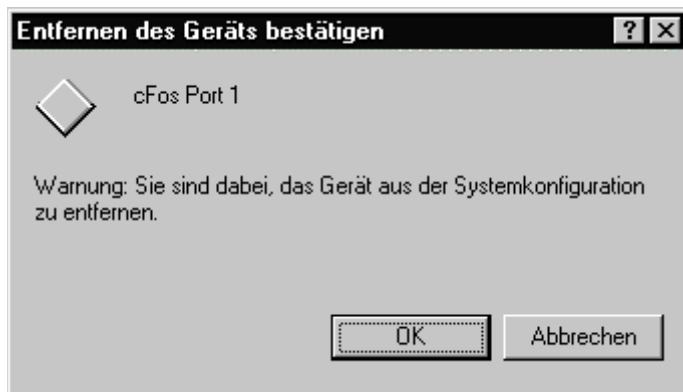 Entfernen des Geräts bestätigen
cFos Port 1
Warnung: Sie sind dabei, das Gerät aus der Systemkonfiguration
zu entfernen.
OK
Abbrechen